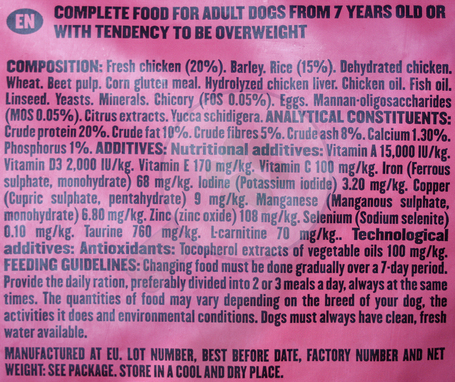 EN
COMPLETE FOOD FOR ADULT DOGS FROM 7 YEARS OLD OR
WITH TENDENCY TO BE OVERWEIGHT
COMPOSITION: Fresh chicken (20%). Barley. Rice (15%). Dehydrated chicken.
Wheat. Beet pulp. Corn gluten meal. Hydrolyzed chicken liver. Chicken oil. Fish oil.
Linseed. Yeasts. Minerals. Chicory (FOS 0.05%). Eggs. Mannan-oligosaccharides
(MOS 0.05%). Citrus extracts. Yucca schidigera. ANALYTICAL CONSTITUENTS:
Crude protein 20%. Crude fat 10%. Crude fibres 5%. Crude ash 8%. Calcium 1.30%.
Phosphorus 1%. ADDITIVES: Nutritional additives: Vitamin A 15,000 IU/kg.
Vitamin D3 2,000 IU/kg. Vitamin E 170 mg/kg. Vitamin C 100 mg/kg. Iron (Ferrous
sulphate, monohydrate) 68 mg/kg. Iodine (Potassium iodide) 3.20 mg/kg. Copper
(Cupric sulphate, pentahydrate) 9 mg/kg. Manganese (Manganous sulphate,
monohydrate) 6.80 mg/kg. Zinc (zinc oxide) 108 mg/kg. Selenium (Sodium selenite)
0.10 mg/kg. Taurine 760 mg/kg. L-carnitine 70 mg/kg.. Technological
additives: Antioxidants: Tocopherol extracts of vegetable oils 100 mg/kg.
FEEDING GUIDELINES: Changing food must be done gradually over a 7-day period.
Provide the daily ration, preferably divided into 2 or 3 meals a day, always at the same
times. The quantities of food may vary depending on the breed of your dog, the
activities it does and environmental conditions. Dogs must always have clean, fresh
water available.
MANUFACTURED AT EU. LOT NUMBER, BEST BEFORE DATE, FACTORY NUMBER AND NET
WEIGHT: SEE PACKAGE. STORE IN A COOL AND DRY PLACE.